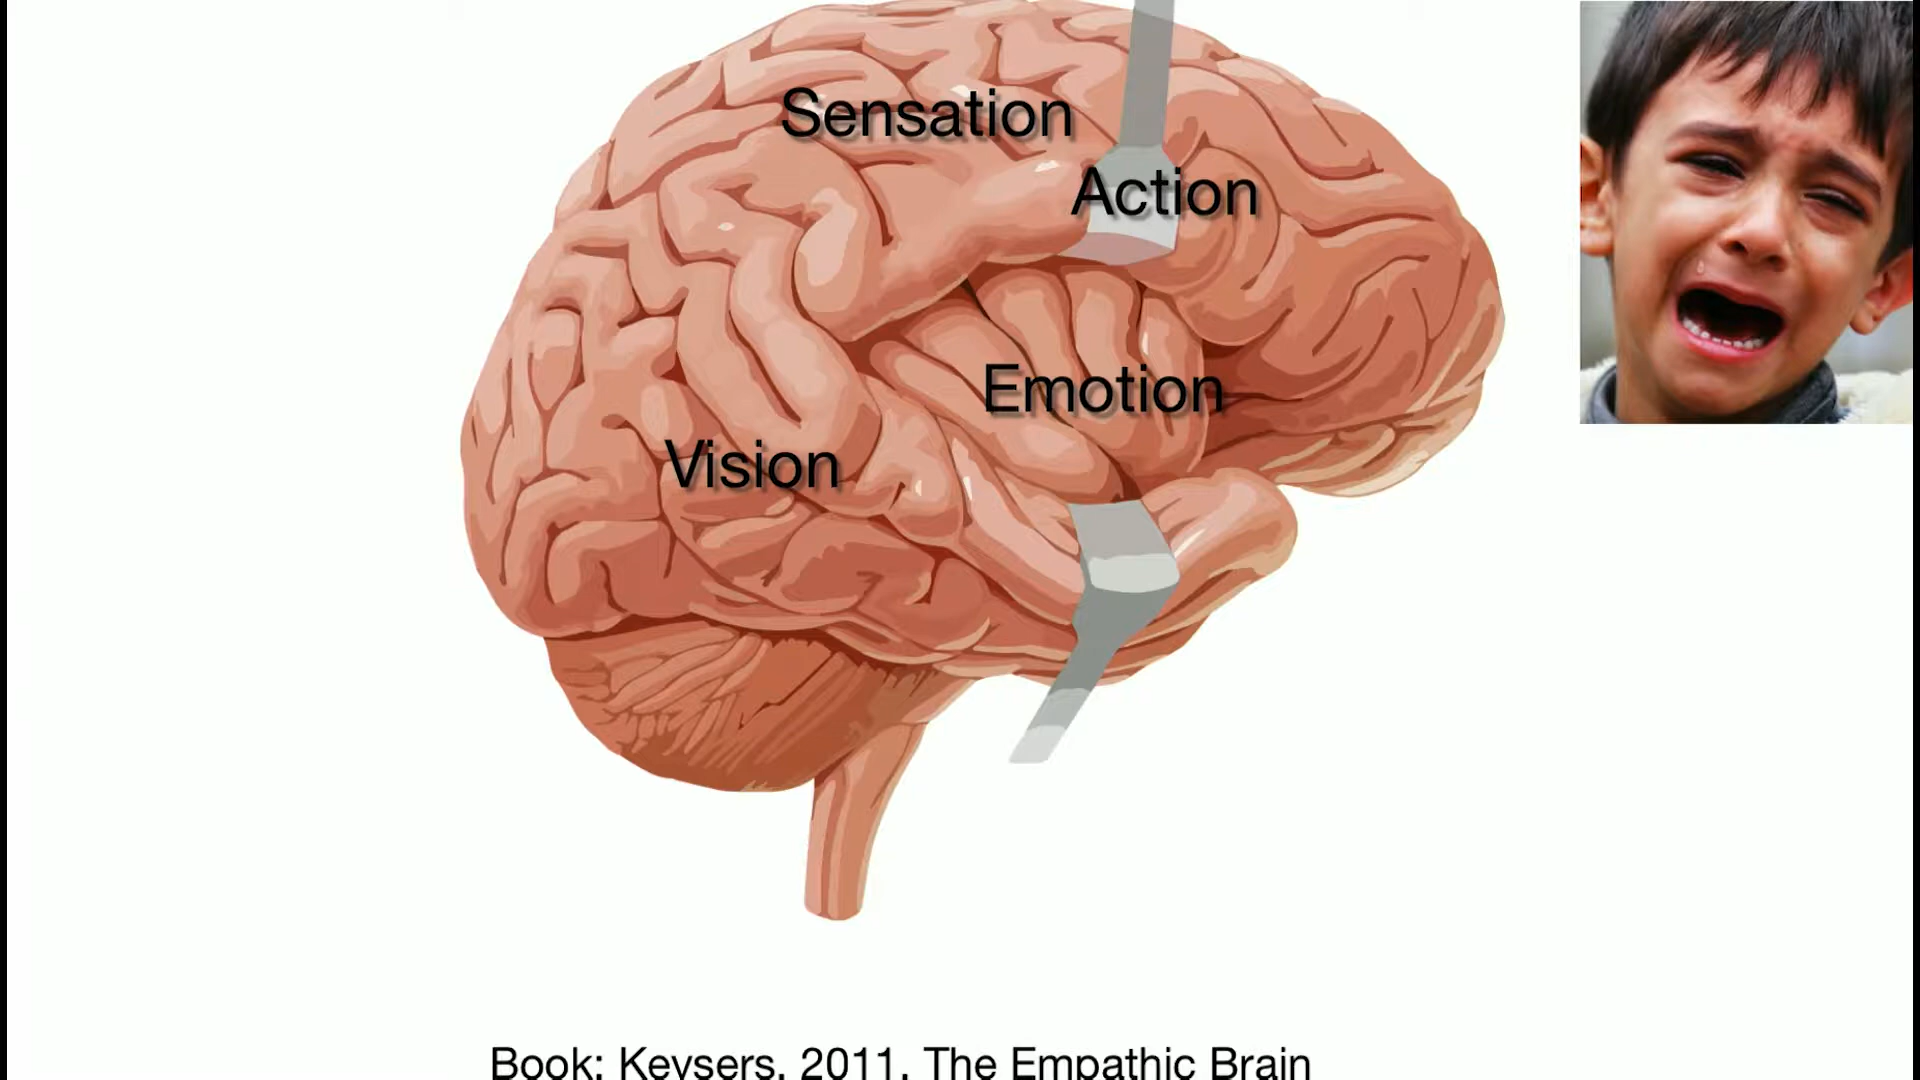 Sensation
Action
Emotion
Vision
Book: Keysers, 2011, The Empathic Brain